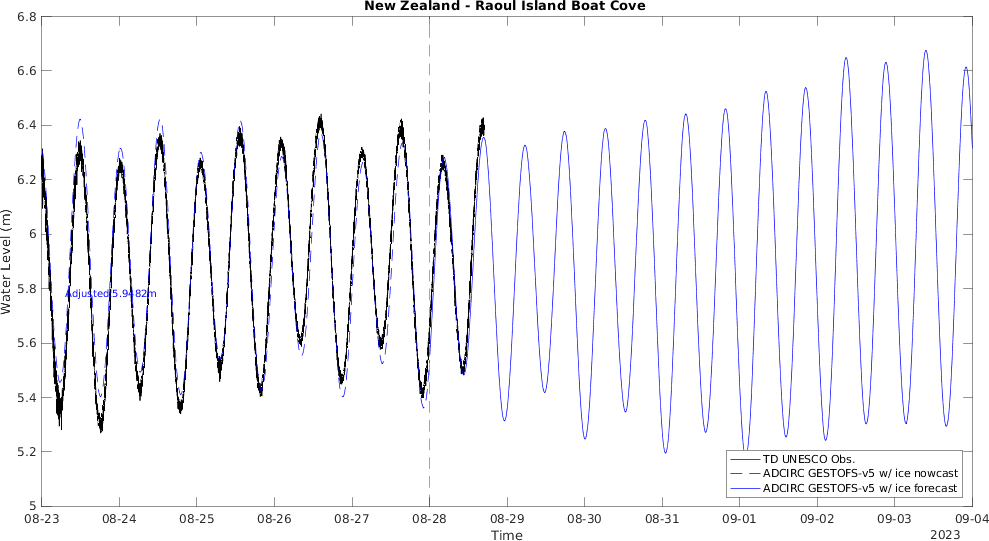 New Zealand - Raoul Island Boat Cove
6.8
6.6
6.4
6.2
6
5.8
5.6
5.4
5.2
5
Water Level (m)
Adjusted 5.9482m
TD UNESCO Obs.
ADCIRC GESTOFS-v5 w/ ice nowcast
ADCIRC GESTOFS-v5 w/ ice forecast
08-23 08-24 08-25 08-26 08-27 08-28 08-29 08-30 08-31 09-01 09-02 09-03 09-04
Time
2023